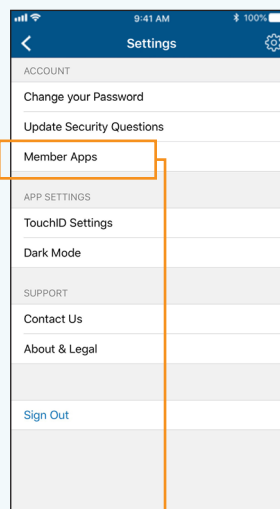 9:41 AM
100%
Settings
ACCOUNT
Change your Password
Update Security Questions
Member Apps
APP SETTINGS
TouchID Settings
Dark Mode
SUPPORT
Contact Us
About & Legal
Sign Out